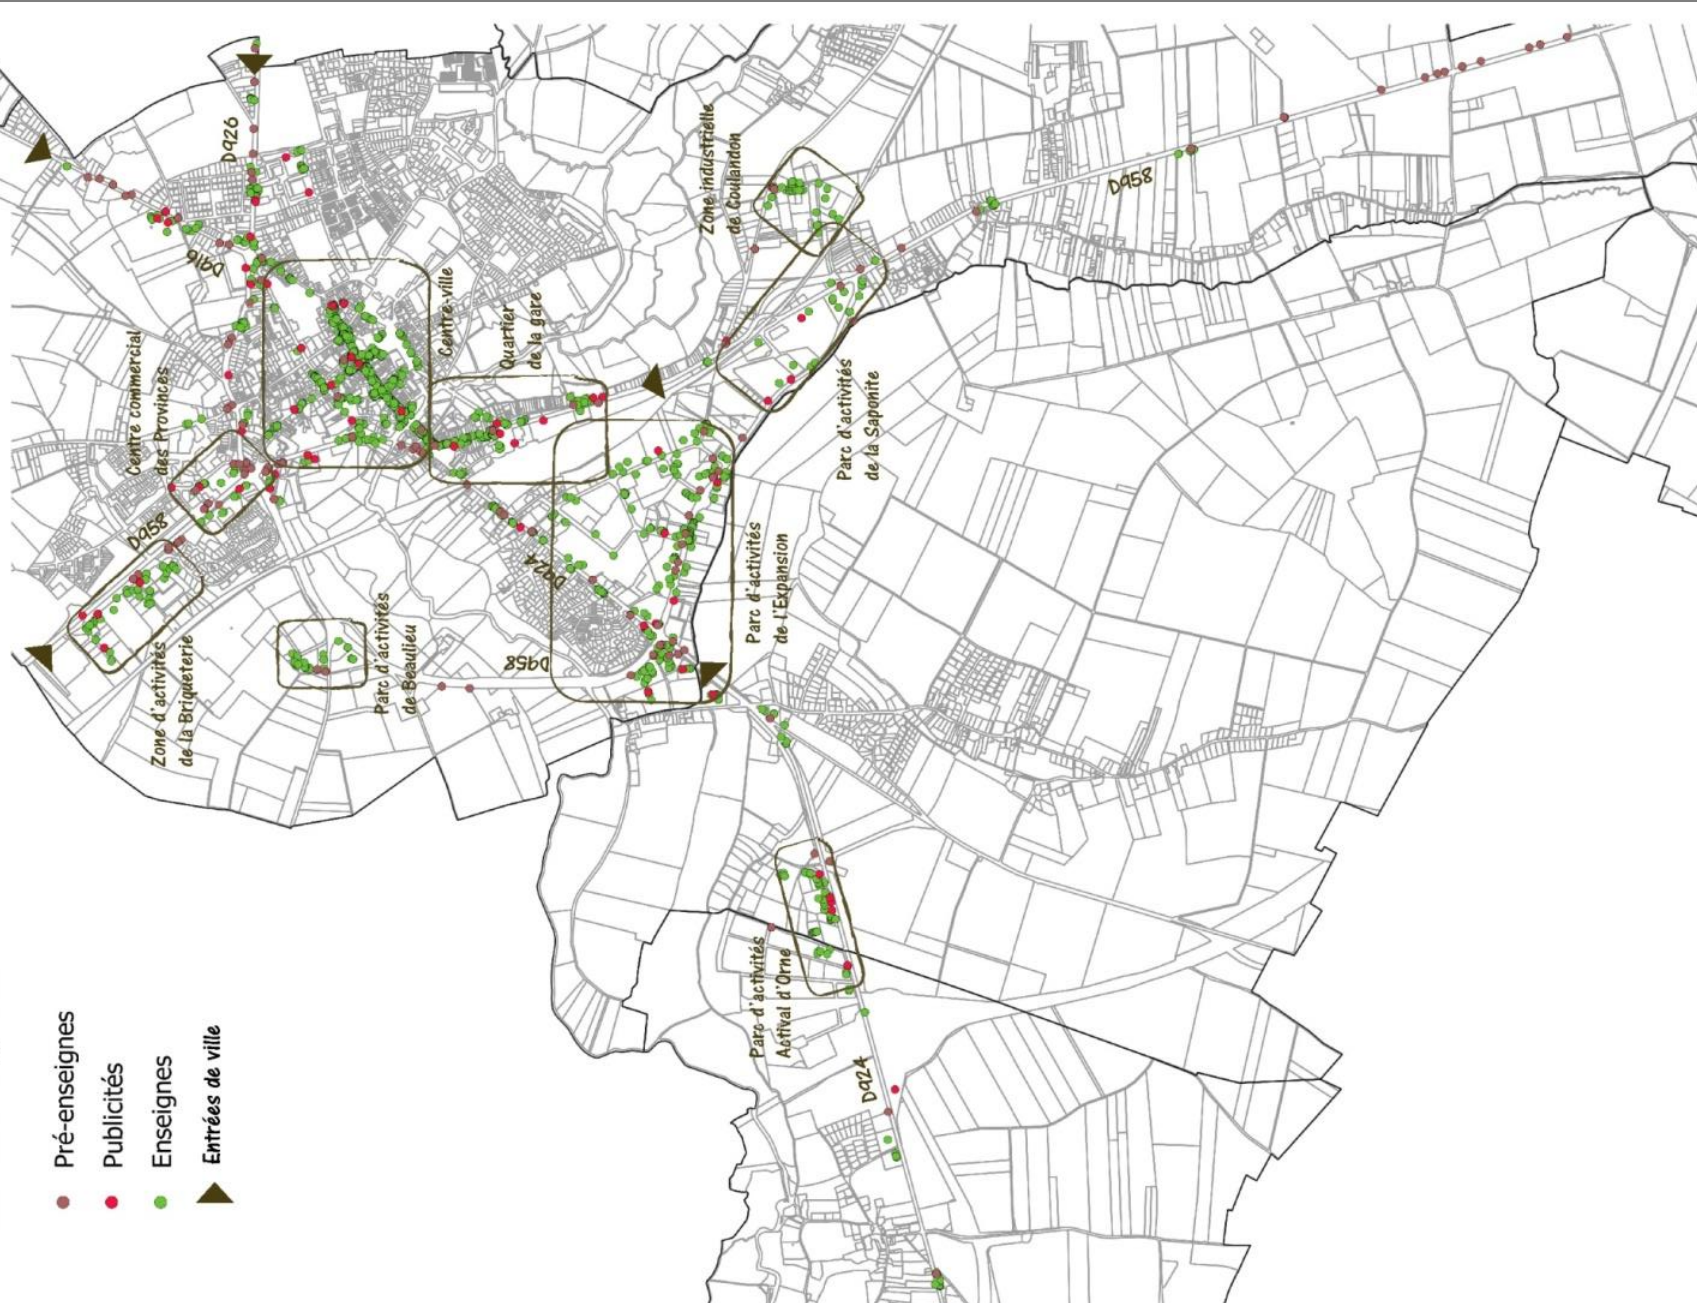 Pré-enseignes
Publicités
Enseignes
Entrées de ville
D926
D916
Centre commercial
des Provinces
Centre-ville
Quartier
de la gare
Zone industrielle
de Coulandon
D958
D958
Zone d'activités
de la Briqueterie
Parc d'activités
de Beaulieu
D924
D958
Parc d'activités
de l'Expansion
Parc d'activités
de la Saponite
Parc d'activités
Actival d'Orne
D924